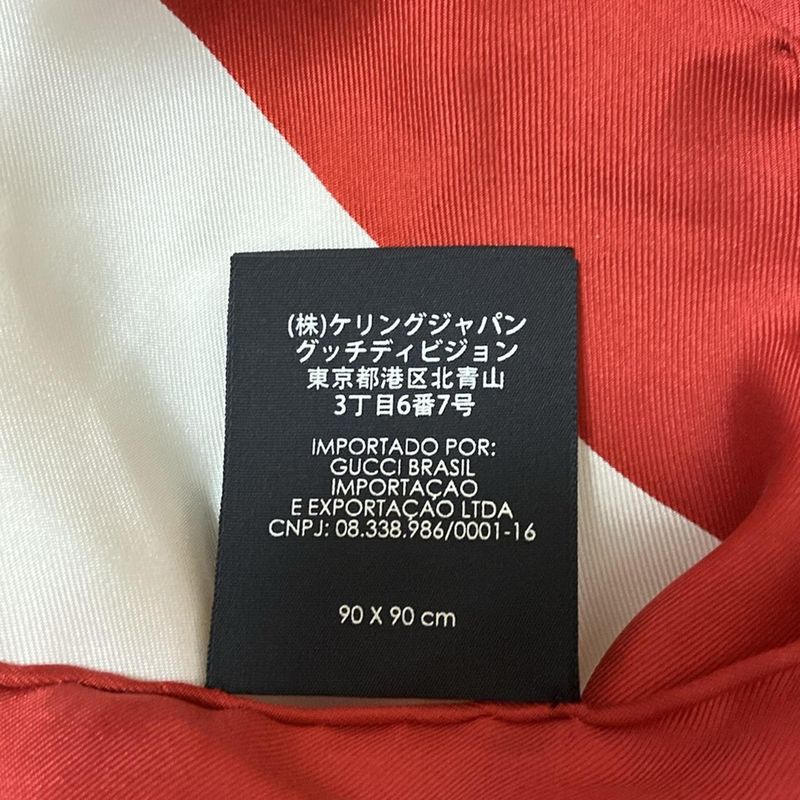 (株)ケリングジャパン
グッチディビジョン
東京都港区北青山
3丁目6番7号
IMPORTADO POR:
GUCCI BRASIL
IMPORTAÇAO
E EXPORTAÇAO LTDA
CNPJ: 08.338.986/0001-16
90 X 90 cm